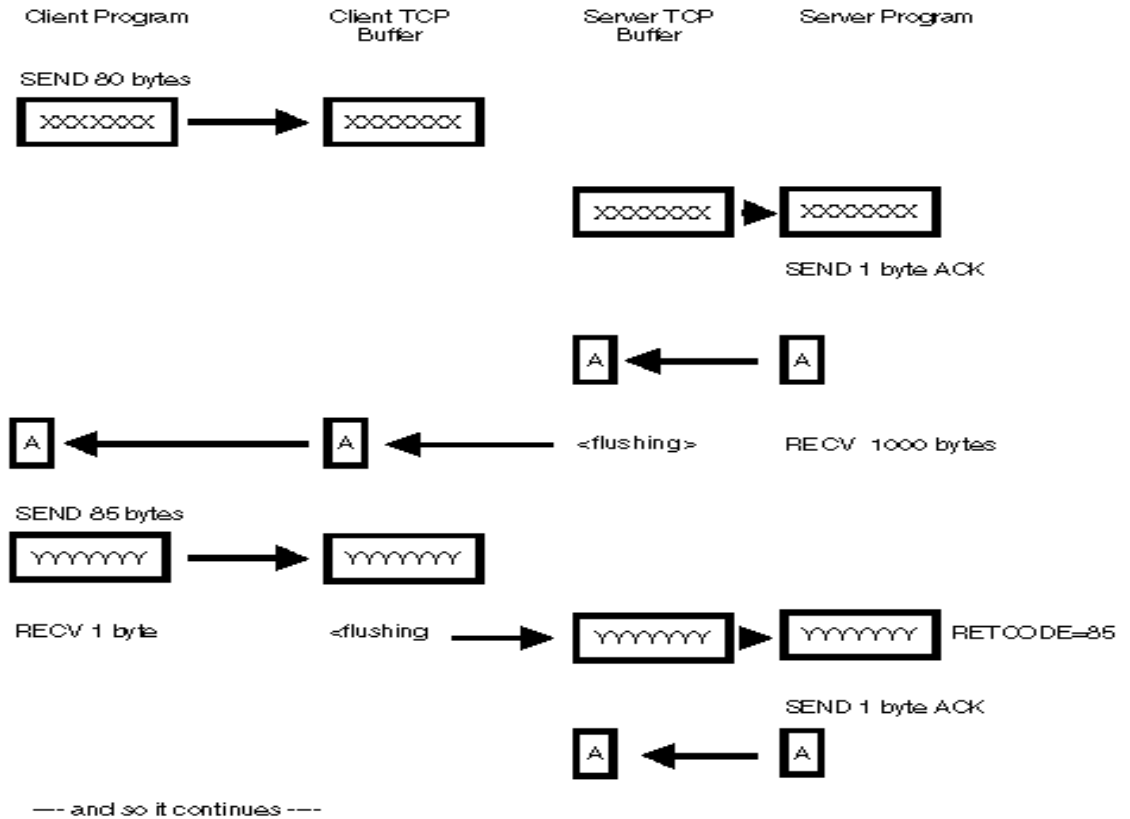 Client Program
Client TCP
Buffer
Server TCP
Buffer
Server Program
SEND 80 bytes
XXXXXXX
XXXXXXX
XXXXXXX
XXXXXXX
SEND 1 byte ACK
A
A
A
A
<flushing>
RECV 1000 bytes
SEND 85 bytes
YYYYYYY
YYYYYYY
RECV 1 byte
<flushing
YYYYYYY
YYYYYYY
RETCODE=85
SEND 1 byte ACK
A
A
---- and so it continues ----